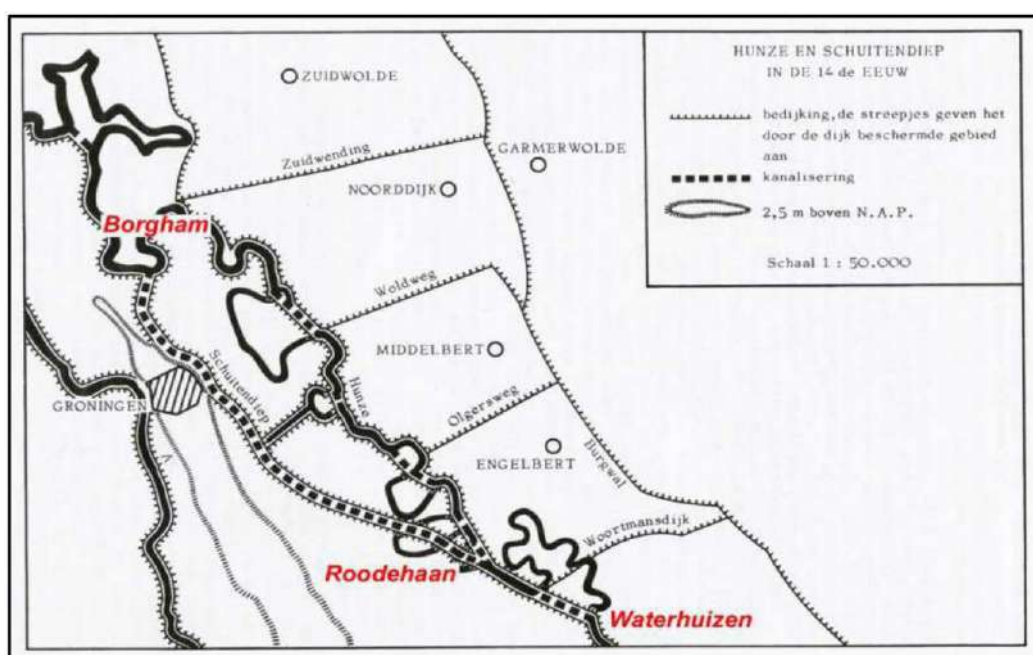 HUNZE EN SCHUITENDIEP
IN DE 14 de EEUW
bedijking, de streepjes geven het
door de dijk beschermde gebied
aan
kanalisering
2,5 m boven N.A.P.
Schaal 1 : 50.000
ZUIDWOLDE
GARMERWOLDE
Zuidwending
NOORDDIJK
Borgham
Woldweg
MIDDELBERT
Schuitendiep
Hunze
GRONINGEN
Olgersweg
A
ENGELBERT
Burgwal
Woortmansdijk
Roodehaan
Waterhuizen